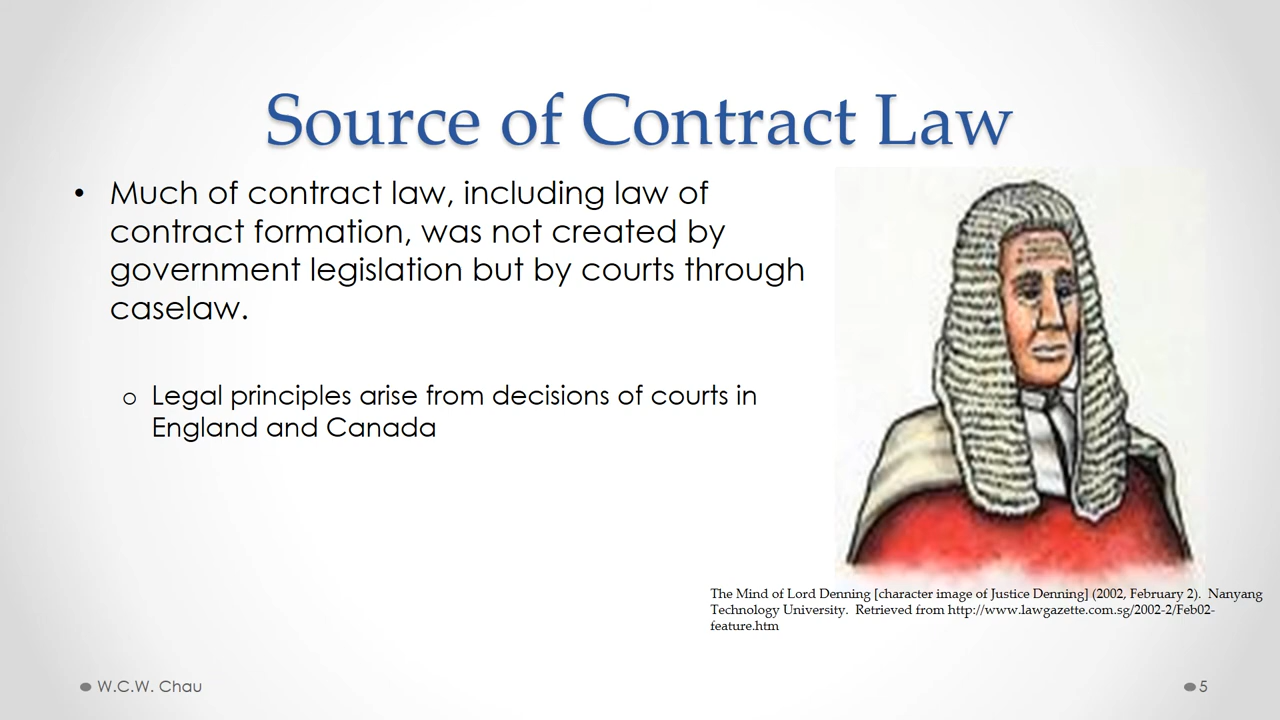 Source of Contract Law
• Much of contract law, including law of
contract formation, was not created by
government legislation but by courts through
caselaw.
o Legal principles arise from decisions of courts in
England and Canada
The Mind of Lord Denning [character image of Justice Denning] (2002, February 2). Nanyang
Technology University. Retrieved from http://www.lawgazette.com.sg/2002-2/Feb02-
feature.htm
W.C.W. Chau
5